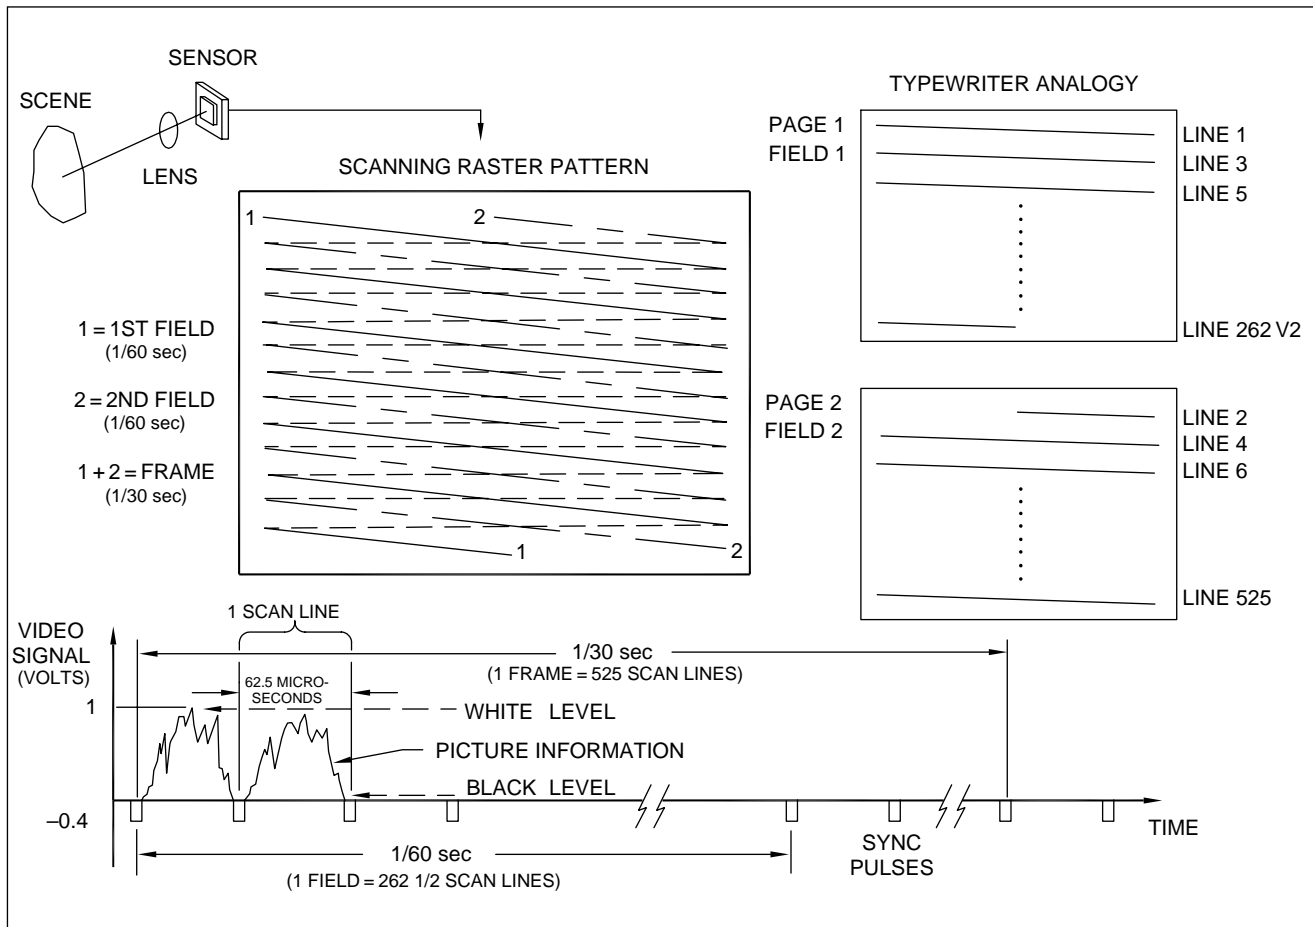 SENSOR
SCENE
LENS
TYPEWRITER ANALOGY
PAGE 1
FIELD 1
LINE 1
LINE 3
LINE 5
LINE 262 V2
SCANNING RASTER PATTERN
1
2
1
2
1 = 1ST FIELD
(1/60 sec)
2 = 2ND FIELD
(1/60 sec)
1 + 2 = FRAME
(1/30 sec)
PAGE 2
FIELD 2
LINE 2
LINE 4
LINE 6
LINE 525
1 SCAN LINE
VIDEO
SIGNAL
(VOLTS)
1/30 sec
(1 FRAME = 525 SCAN LINES)
62.5 MICRO-
SECONDS
1
WHITE LEVEL
PICTURE INFORMATION
BLACK LEVEL
–0.4
TIME
SYNC
PULSES
1/60 sec
(1 FIELD = 262 1/2 SCAN LINES)